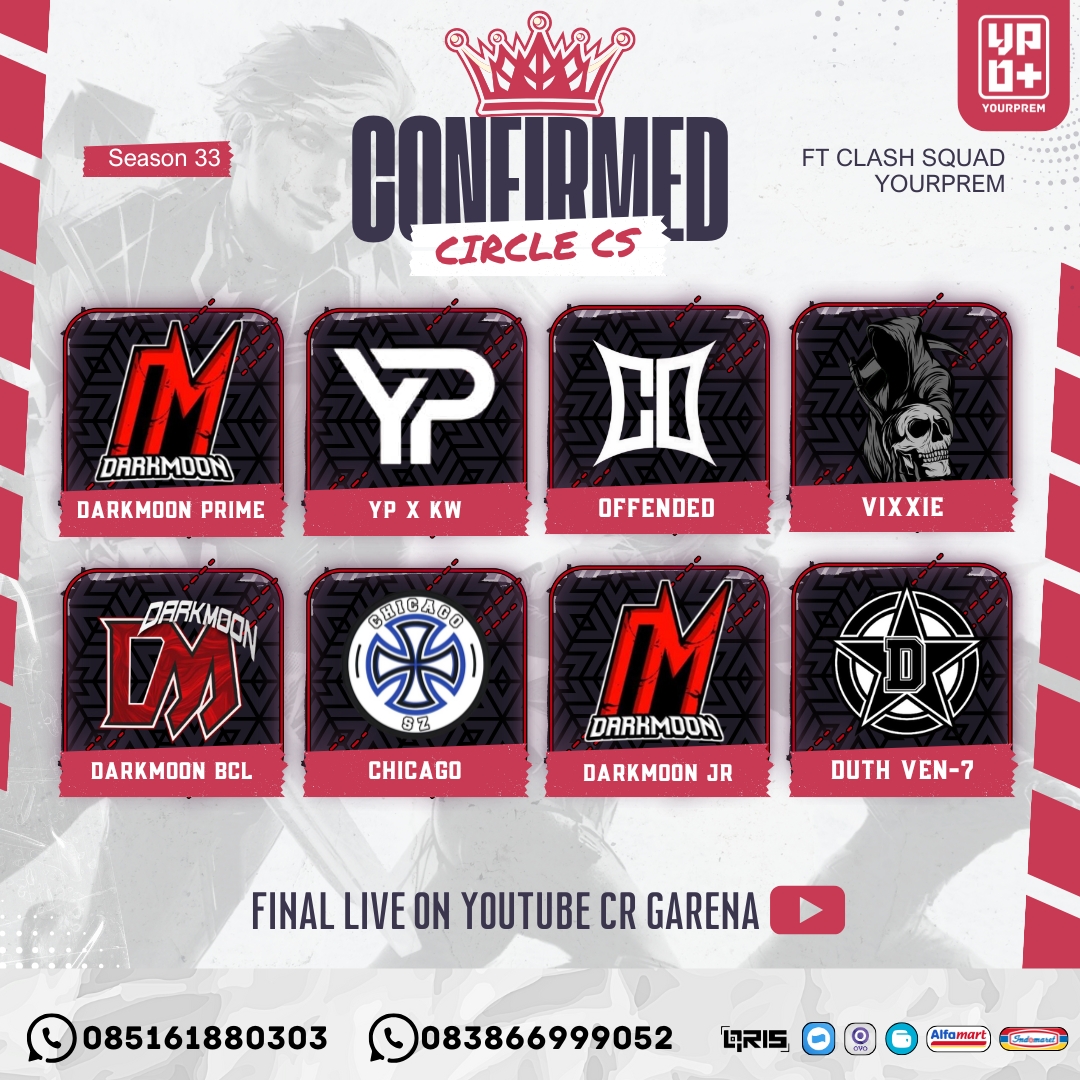 YP
D+
YOURPREM
Season 33
CONFIRMED
CIRCLE CS
FT CLASH SQUAD
YOURPREM
DARKMOON
DARKMOON PRIME
YP
YP X KW
CO
OFFENDED
VIXXIE
DARKMOON
DM
DARKMOON BCL
CHICAGO
SZ
CHICAGO
DARKMOON
DARKMOON JR
D
DUTH VEN-7
FINAL LIVE ON YOUTUBE CR GARENA
085161880303
083866999052
QRIS
OVO
Alfamart
Indomaret